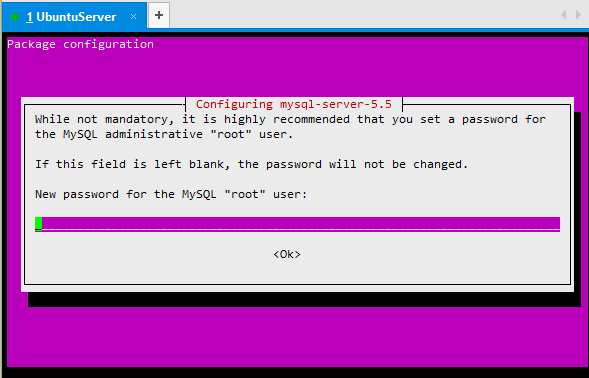 1 UbuntuServer × +
Package configuration
Configuring mysql-server-5.5
While not mandatory, it is highly recommended that you set a password for
the MySQL administrative "root" user.
If this field is left blank, the password will not be changed.
New password for the MySQL "root" user:
<Ok>